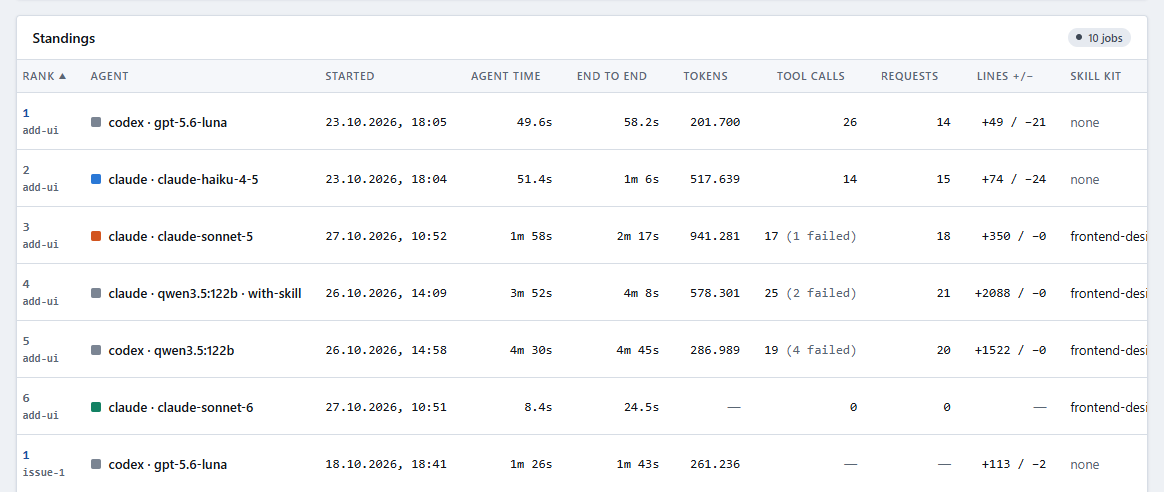 Standings
10 jobs
RANK ▲ AGENT STARTED AGENT TIME END TO END TOKENS TOOL CALLS REQUESTS LINES +/− SKILL KIT
1
add-ui codex · gpt-5.6-luna 23.10.2026, 18:05 49.6s 58.2s 201.700 26 14 +49 / −21 none
2
add-ui claude · claude-haiku-4-5 23.10.2026, 18:04 51.4s 1m 6s 517.639 14 15 +74 / −24 none
3
add-ui claude · claude-sonnet-5 27.10.2026, 10:52 1m 58s 2m 17s 941.281 17 (1 failed) 18 +350 / −0 frontend-desi
4
add-ui claude · qwen3.5:122b · with-skill 26.10.2026, 14:09 3m 52s 4m 8s 578.301 25 (2 failed) 21 +2088 / −0 frontend-desi
5
add-ui codex · qwen3.5:122b 26.10.2026, 14:58 4m 30s 4m 45s 286.989 19 (4 failed) 20 +1522 / −0 frontend-desi
6
add-ui claude · claude-sonnet-6 27.10.2026, 10:51 8.4s 24.5s — 0 0 — frontend-desi
1
issue-1 codex · gpt-5.6-luna 18.10.2026, 18:41 1m 26s 1m 43s 261.236 — — +113 / −2 none